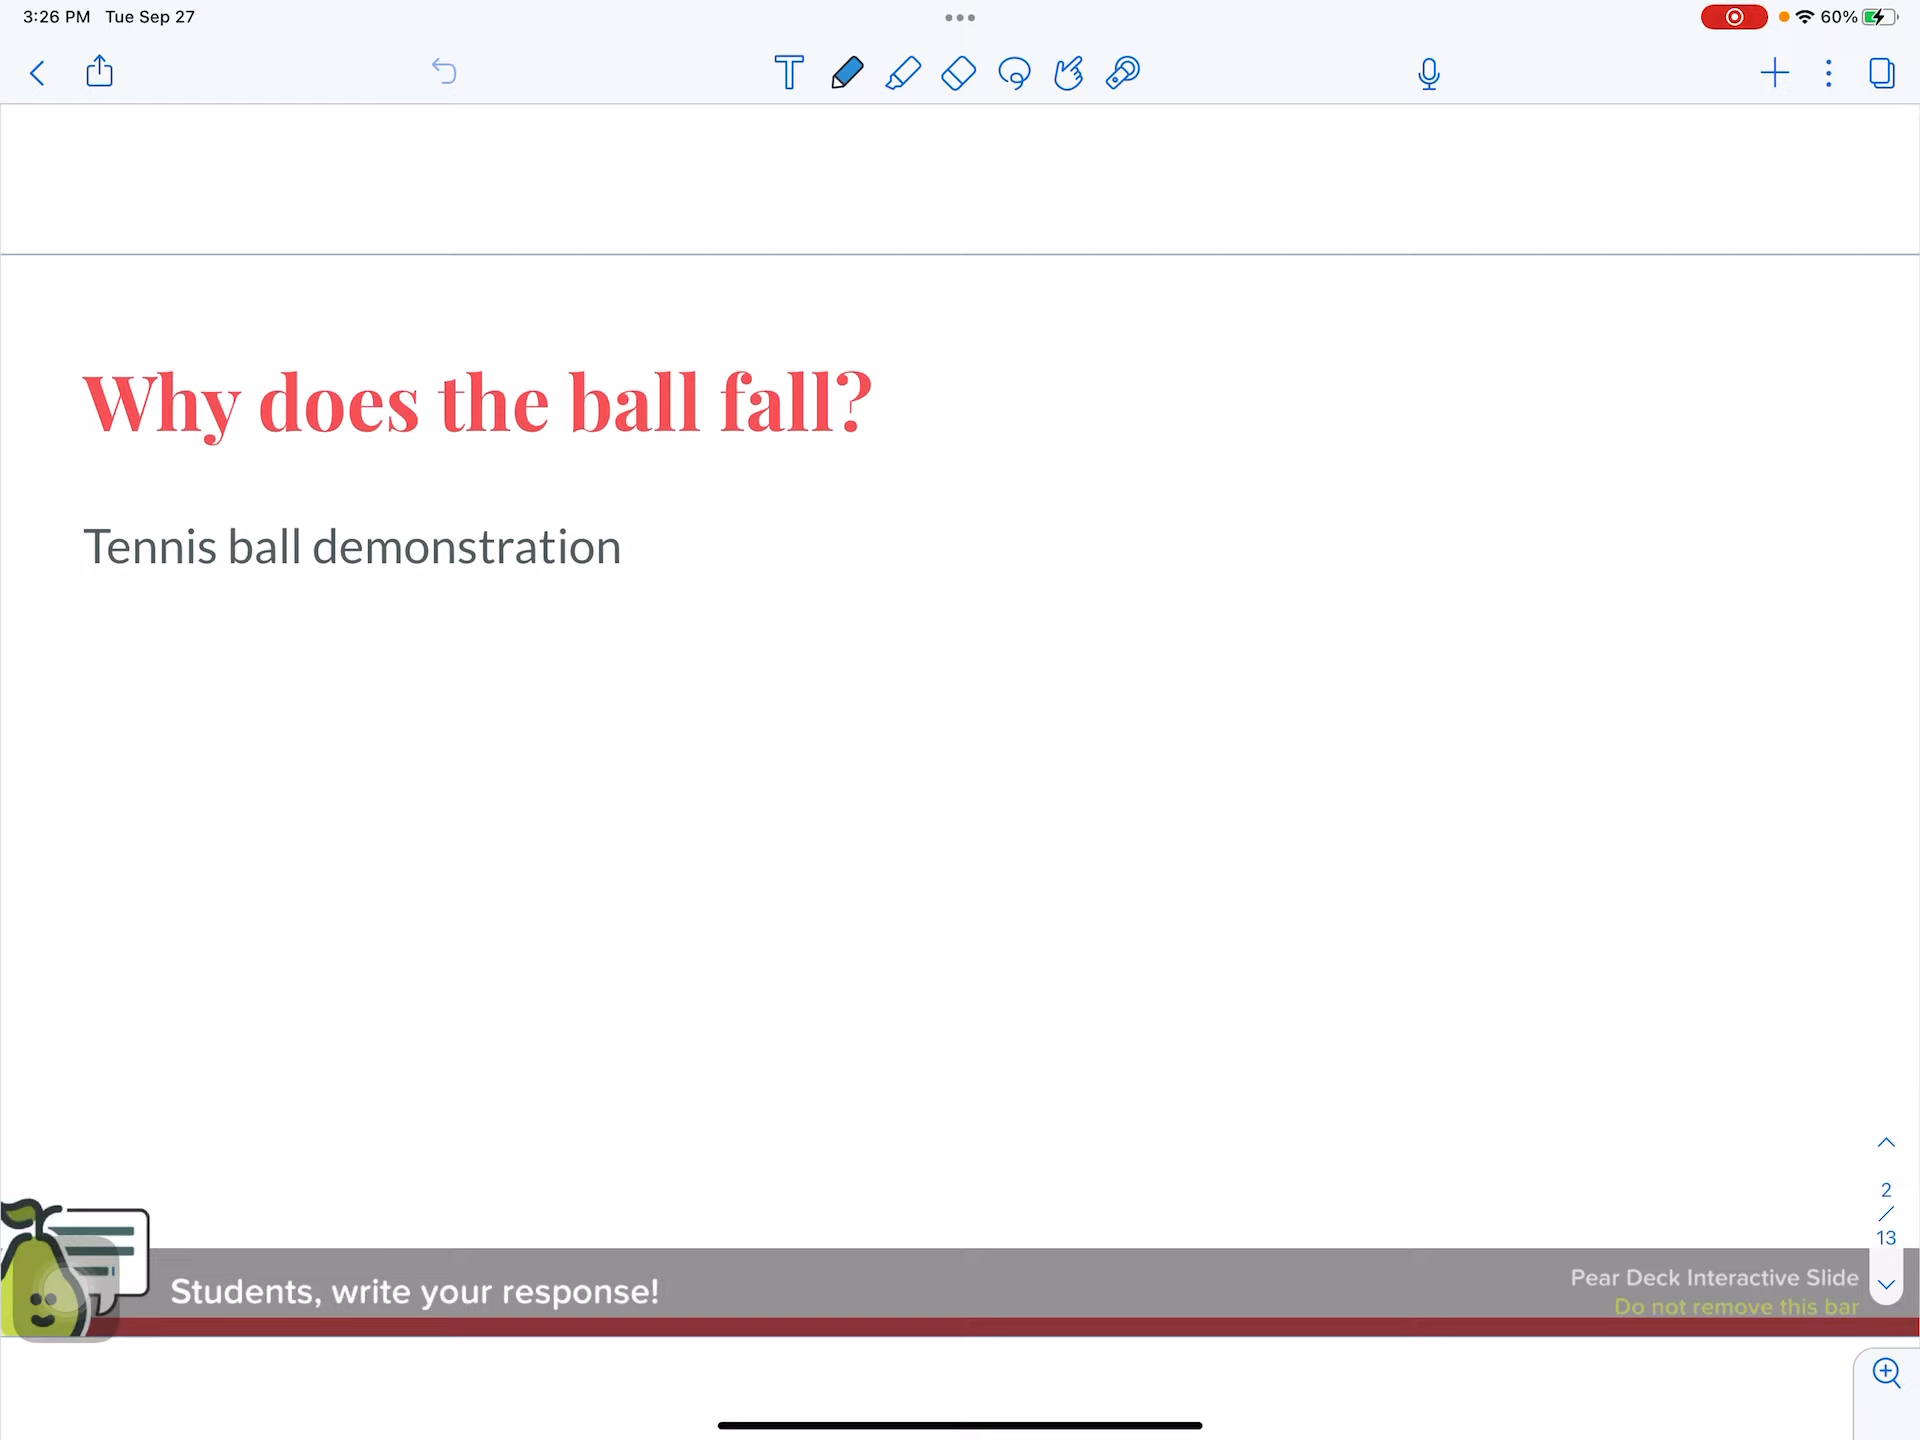 3:26 PM Tue Sep 27
60%
Why does the ball fall?
Tennis ball demonstration
2
/
13
Students, write your response!
Pear Deck Interactive Slide
Do not remove this bar